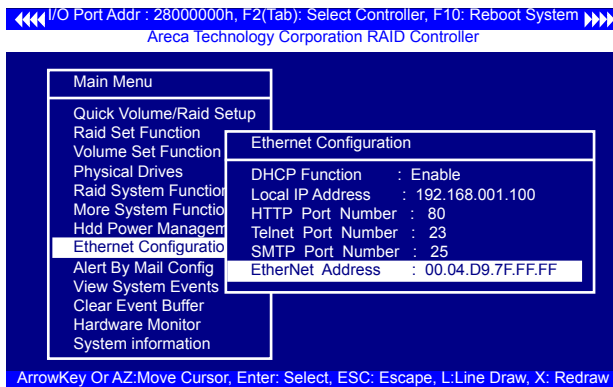 I/O Port Addr : 28000000h, F2(Tab): Select Controller, F10: Reboot System
Areca Technology Corporation RAID Controller
Main Menu
Quick Volume/Raid Setup
Raid Set Function
Volume Set Function
Physical Drives
Raid System Function
More System Functio
Hdd Power Managem
Ethernet Configuratio
Alert By Mail Config
View System Events
Clear Event Buffer
Hardware Monitor
System information
Ethernet Configuration
DHCP Function : Enable
Local IP Address : 192.168.001.100
HTTP Port Number : 80
Telnet Port Number : 23
SMTP Port Number : 25
EtherNet Address : 00.04.D9.7F.FF.FF
ArrowKey Or AZ:Move Cursor, Enter: Select, ESC: Escape, L:Line Draw, X: Redraw